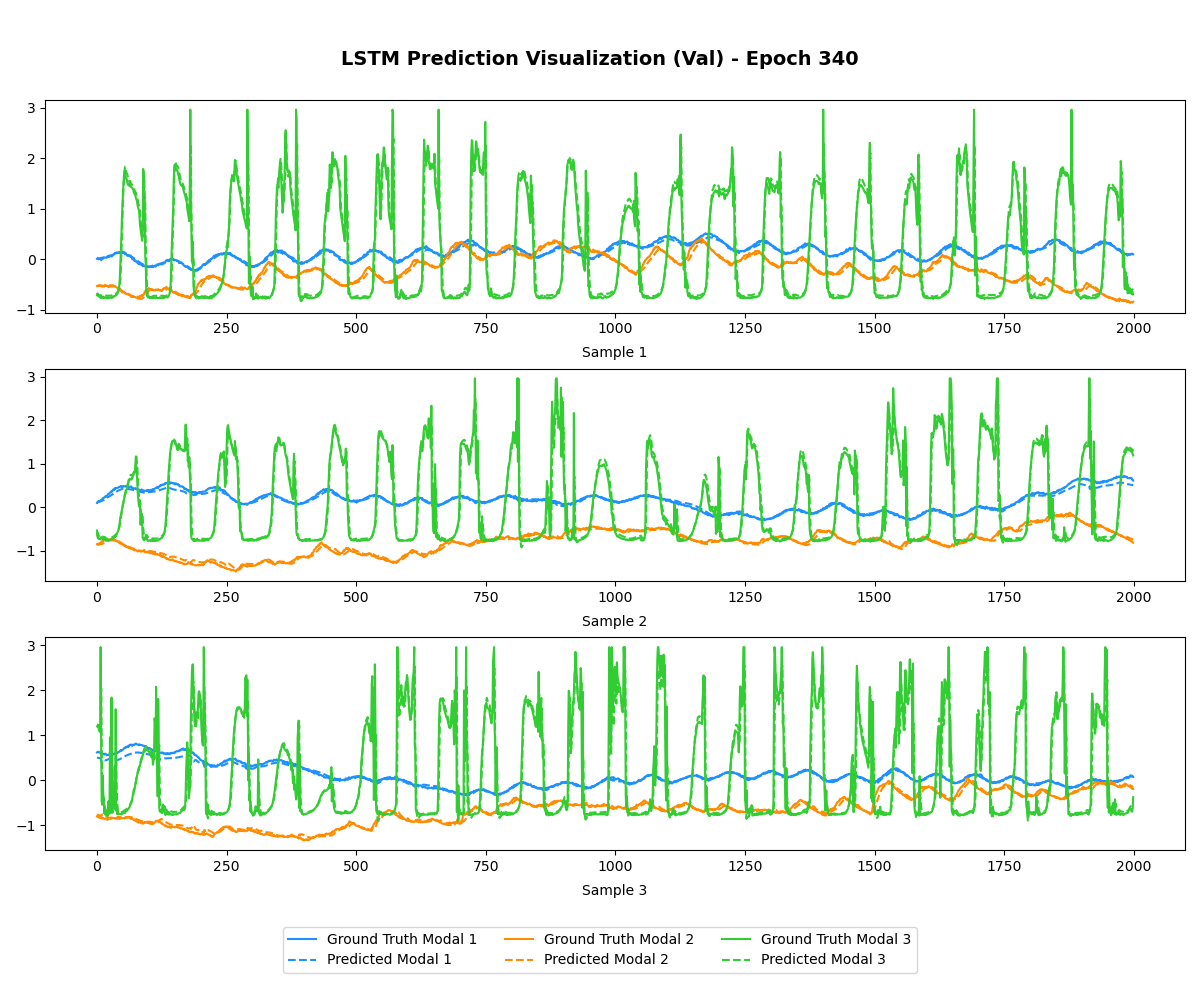 LSTM Prediction Visualization (Val) - Epoch 340
3
2
1
0
−1
0 250 500 750 1000 1250 1500 1750 2000
Sample 1
3
2
1
0
−1
0 250 500 750 1000 1250 1500 1750 2000
Sample 2
3
2
1
0
−1
0 250 500 750 1000 1250 1500 1750 2000
Sample 3
Ground Truth Modal 1 Ground Truth Modal 2 Ground Truth Modal 3
Predicted Modal 1 Predicted Modal 2 Predicted Modal 3